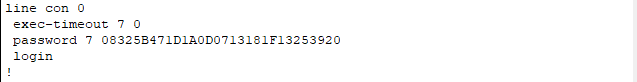 line con 0
 exec-timeout 7 0
 password 7 08325B471D1A0D0713181F13253920
 login
!